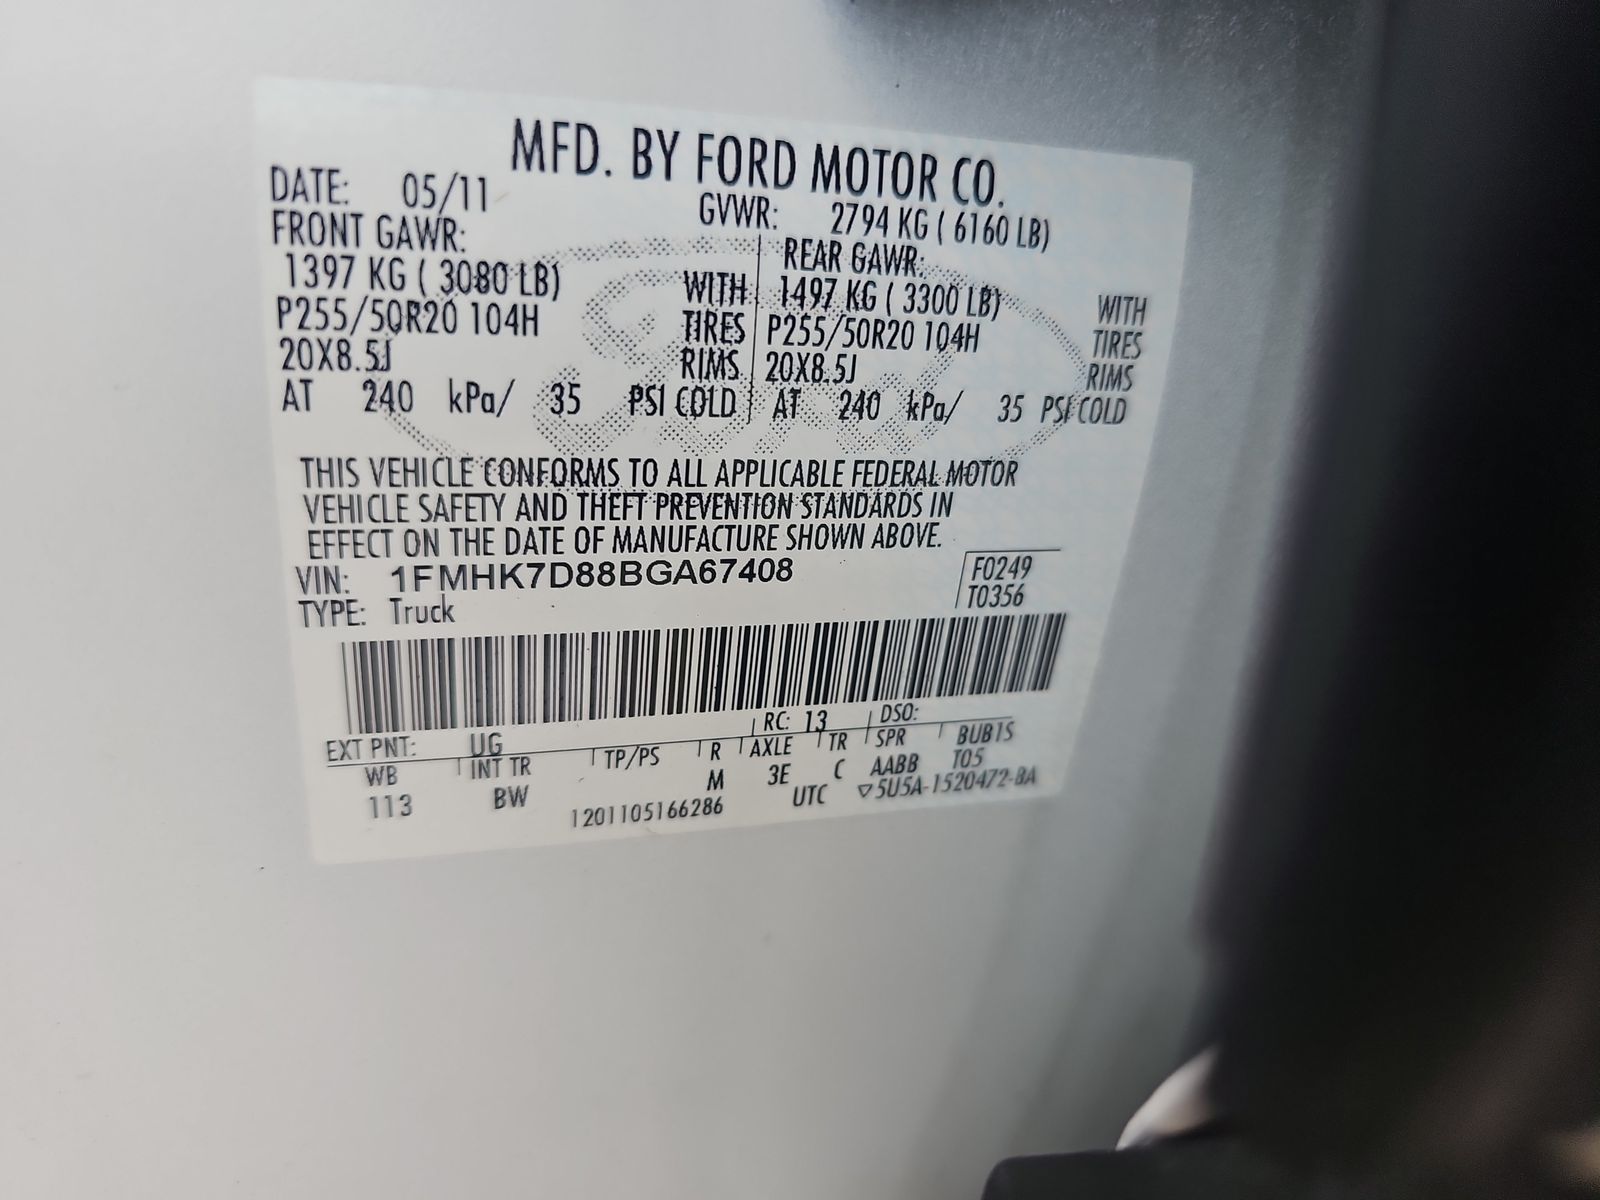 MFD. BY FORD MOTOR CO.
DATE: 05/11 GVWR: 2794 KG ( 6160 LB)
FRONT GAWR: REAR GAWR:
1397 KG ( 3080 LB) WITH 1497 KG ( 3300 LB) WITH
P255/50R20 104H TIRES P255/50R20 104H TIRES
20X8.5J RIMS 20X8.5J RIMS
AT 240 kPa/ 35 PSI COLD AT 240 kPa/ 35 PSI COLD
Ford
THIS VEHICLE CONFORMS TO ALL APPLICABLE FEDERAL MOTOR
VEHICLE SAFETY AND THEFT PREVENTION STANDARDS IN
EFFECT ON THE DATE OF MANUFACTURE SHOWN ABOVE.
VIN: 1FMHK7D88BGA67408 F0249
TYPE: Truck T0356
EXT PNT: UG RC: 13 DSO:
WB INT TR TP/PS R AXLE TR SPR BUB1S
113 BW M 3E C AABB T05
1201105166286 UTC ▽5U5A-1520472-BA